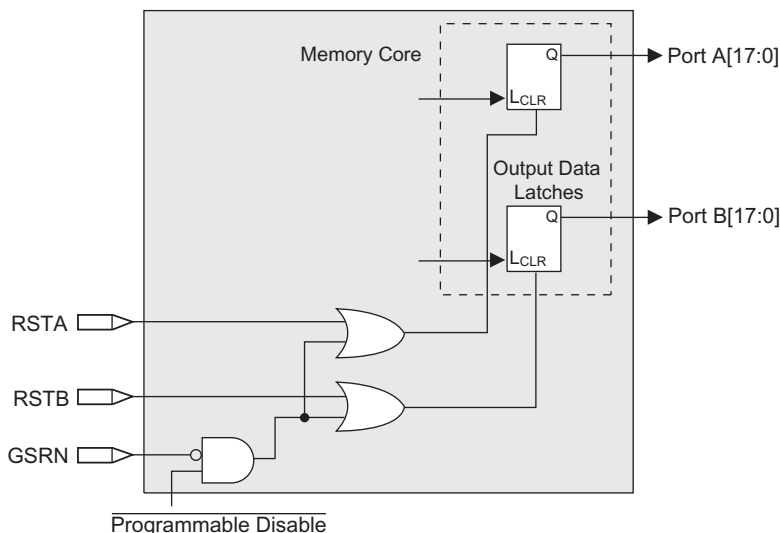 Memory Core
Q
Port A[17:0]
LCLR
Output Data
Latches
Q
Port B[17:0]
LCLR
RSTA
RSTB
GSRN
Programmable Disable